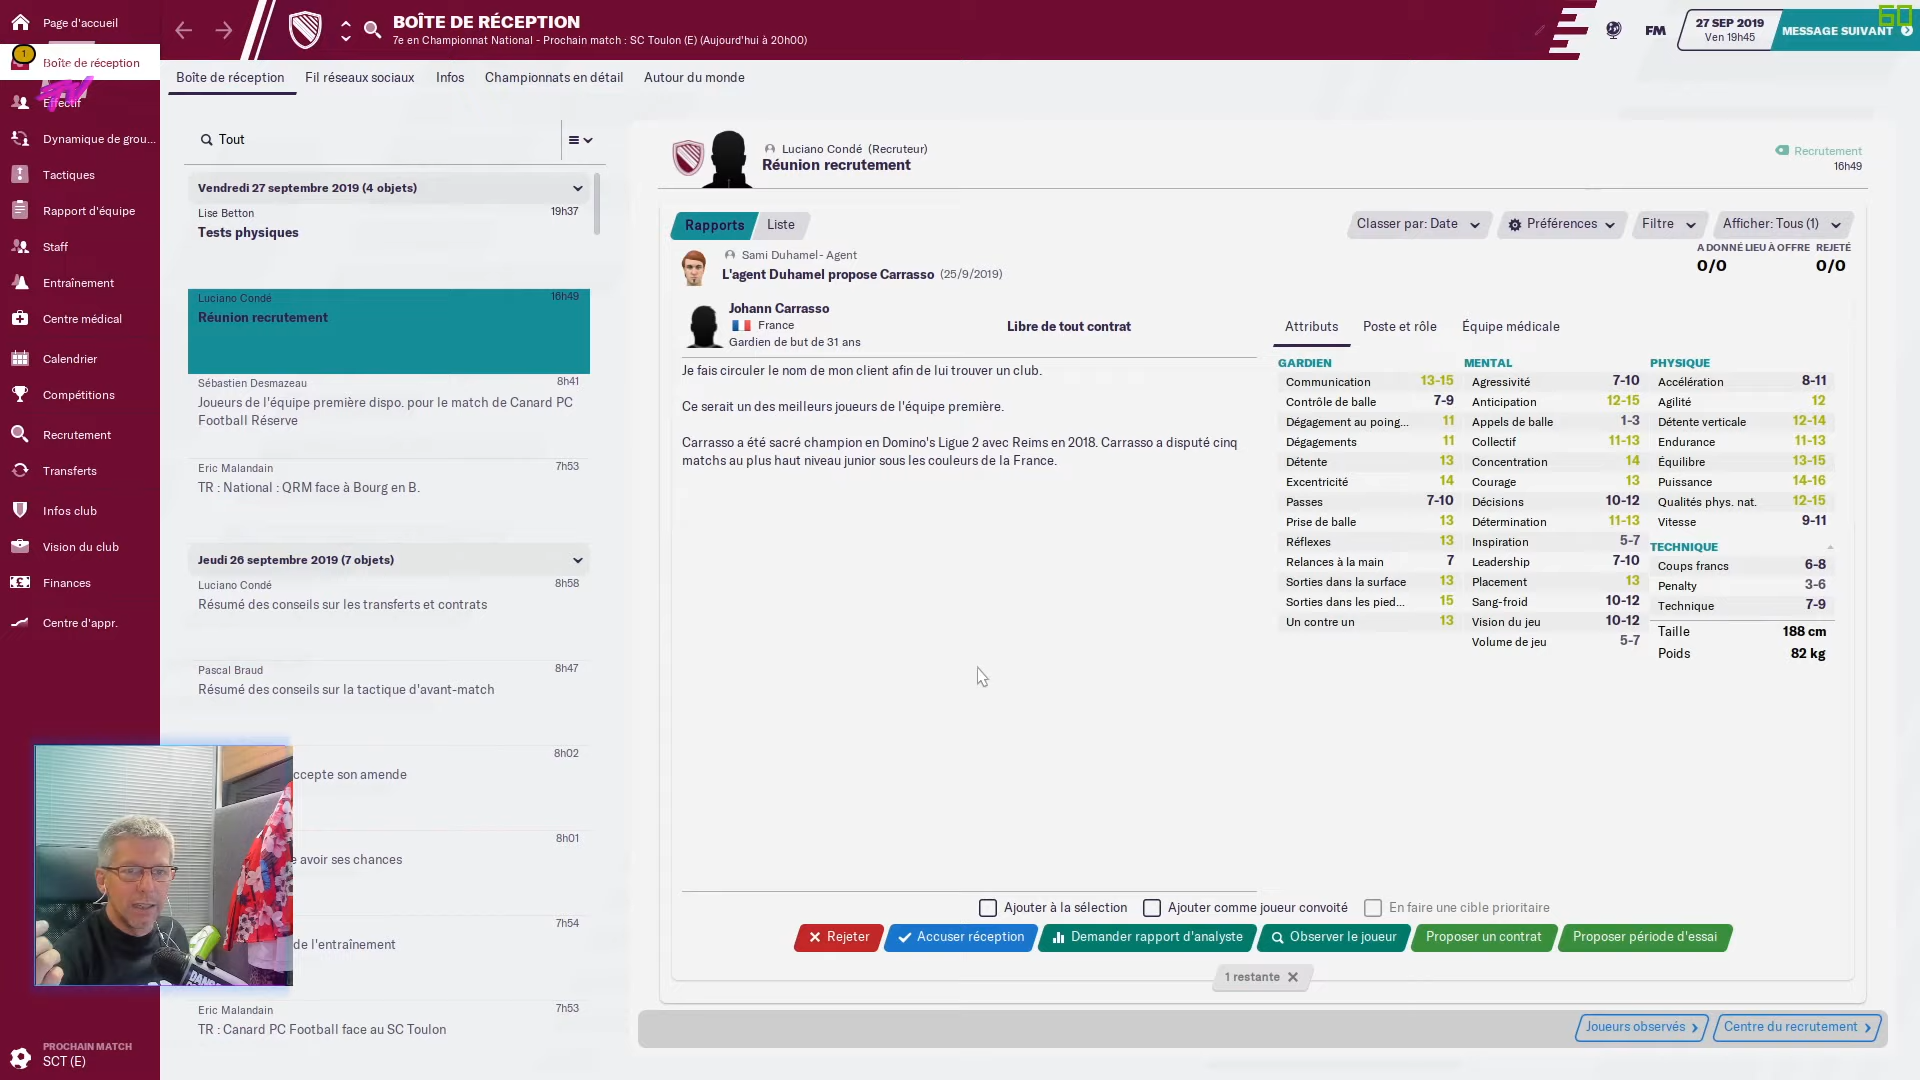 Page d'accueil
1
Boîte de réception
Effectif
Dynamique de grou...
Tactiques
Rapport d'équipe
Staff
Entraînement
Centre médical
Calendrier
Compétitions
Recrutement
Transferts
Infos club
Vision du club
Finances
Centre d'appr.
PROCHAIN MATCH
SCT (E)
BOÎTE DE RÉCEPTION
7e en Championnat National - Prochain match : SC Toulon (E) (Aujourd'hui à 20h00)
FM
27 SEP 2019
Ven 19h45
MESSAGE SUIVANT
60
Boîte de réception
Fil réseaux sociaux
Infos
Championnats en détail
Autour du monde
Tout
Vendredi 27 septembre 2019 (4 objets)
Lise Betton 19h37
Tests physiques
Luciano Condé 16h49
Réunion recrutement
Sébastien Desmazeau 8h41
Joueurs de l'équipe première dispo. pour le match de Canard PC
Football Réserve
Eric Malandain 7h53
TR : National : QRM face à Bourg en B.
Jeudi 26 septembre 2019 (7 objets)
Luciano Condé 8h58
Résumé des conseils sur les transferts et contrats
Pascal Braud 8h47
Résumé des conseils sur la tactique d'avant-match
8h02
ccepte son amende
8h01
e avoir ses chances
7h54
de l'entraînement
Eric Malandain 7h53
TR : Canard PC Football face au SC Toulon
Luciano Condé (Recruteur)
Réunion recrutement
Recrutement
16h49
Rapports
Liste
Classer par: Date
Préférences
Filtre
Afficher: Tous (1)
A DONNÉ LIEU À OFFRE REJETÉ
0/0 0/0
Sami Duhamel - Agent
L'agent Duhamel propose Carrasso (25/9/2019)
Johann Carrasso
France
Gardien de but de 31 ans
Libre de tout contrat
Je fais circuler le nom de mon client afin de lui trouver un club.
Ce serait un des meilleurs joueurs de l'équipe première.
Carrasso a été sacré champion en Domino's Ligue 2 avec Reims en 2018. Carrasso a disputé cinq
matchs au plus haut niveau junior sous les couleurs de la France.
Attributs
Poste et rôle
Équipe médicale
GARDIEN
Communication 13-15
Contrôle de balle 7-9
Dégagement au poing... 11
Dégagements 11
Détente 13
Excentricité 14
Passes 7-10
Prise de balle 13
Réflexes 13
Relances à la main 7
Sorties dans la surface 13
Sorties dans les pied... 15
Un contre un 13
MENTAL
Agressivité 7-10
Anticipation 12-15
Appels de balle 1-3
Collectif 11-13
Concentration 14
Courage 13
Décisions 10-12
Détermination 11-13
Inspiration 5-7
Leadership 7-10
Placement 13
Sang-froid 10-12
Vision du jeu 10-12
Volume de jeu 5-7
PHYSIQUE
Accélération 8-11
Agilité 12
Détente verticale 12-14
Endurance 11-13
Équilibre 13-15
Puissance 14-16
Qualités phys. nat. 12-15
Vitesse 9-11
TECHNIQUE
Coups francs 6-8
Penalty 3-6
Technique 7-9
Taille 188 cm
Poids 82 kg
Ajouter à la sélection
Ajouter comme joueur convoité
En faire une cible prioritaire
Rejeter
Accuser réception
Demander rapport d'analyste
Observer le joueur
Proposer un contrat
Proposer période d'essai
1 restante
Joueurs observés
Centre du recrutement